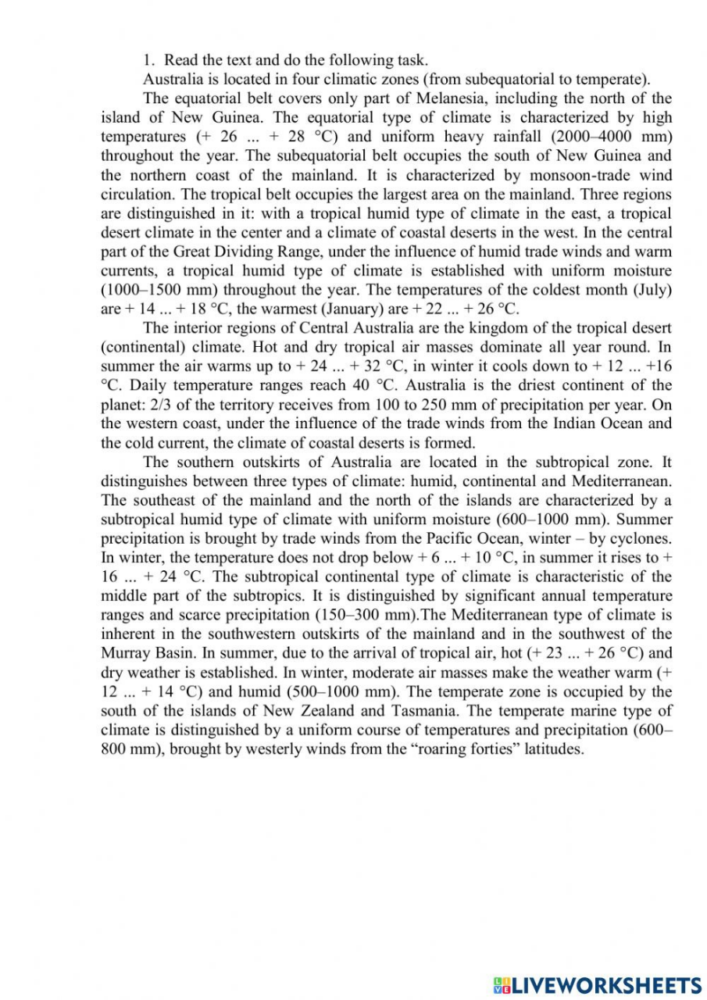 1. Read the text and do the following task.
Australia is located in four climatic zones (from subequatorial to temperate).
The equatorial belt covers only part of Melanesia, including the north of the
island of New Guinea. The equatorial type of climate is characterized by high
temperatures (+ 26 ... + 28 °C) and uniform heavy rainfall (2000–4000 mm)
throughout the year. The subequatorial belt occupies the south of New Guinea and
the northern coast of the mainland. It is characterized by monsoon-trade wind
circulation. The tropical belt occupies the largest area on the mainland. Three regions
are distinguished in it: with a tropical humid type of climate in the east, a tropical
desert climate in the center and a climate of coastal deserts in the west. In the central
part of the Great Dividing Range, under the influence of humid trade winds and warm
currents, a tropical humid type of climate is established with uniform moisture
(1000–1500 mm) throughout the year. The temperatures of the coldest month (July)
are + 14 ... + 18 °C, the warmest (January) are + 22 ... + 26 °C.
The interior regions of Central Australia are the kingdom of the tropical desert
(continental) climate. Hot and dry tropical air masses dominate all year round. In
summer the air warms up to + 24 ... + 32 °C, in winter it cools down to + 12 ... +16
°C. Daily temperature ranges reach 40 °C. Australia is the driest continent of the
planet: 2/3 of the territory receives from 100 to 250 mm of precipitation per year. On
the western coast, under the influence of the trade winds from the Indian Ocean and
the cold current, the climate of coastal deserts is formed.
The southern outskirts of Australia are located in the subtropical zone. It
distinguishes between three types of climate: humid, continental and Mediterranean.
The southeast of the mainland and the north of the islands are characterized by a
subtropical humid type of climate with uniform moisture (600–1000 mm). Summer
precipitation is brought by trade winds from the Pacific Ocean, winter – by cyclones.
In winter, the temperature does not drop below + 6 ... + 10 °C, in summer it rises to +
16 ... + 24 °C. The subtropical continental type of climate is characteristic of the
middle part of the subtropics. It is distinguished by significant annual temperature
ranges and scarce precipitation (150–300 mm).The Mediterranean type of climate is
inherent in the southwestern outskirts of the mainland and in the southwest of the
Murray Basin. In summer, due to the arrival of tropical air, hot (+ 23 ... + 26 °C) and
dry weather is established. In winter, moderate air masses make the weather warm (+
12 ... + 14 °C) and humid (500–1000 mm). The temperate zone is occupied by the
south of the islands of New Zealand and Tasmania. The temperate marine type of
climate is distinguished by a uniform course of temperatures and precipitation (600–
800 mm), brought by westerly winds from the “roaring forties” latitudes.
LIVE LIVEWORKSHEETS